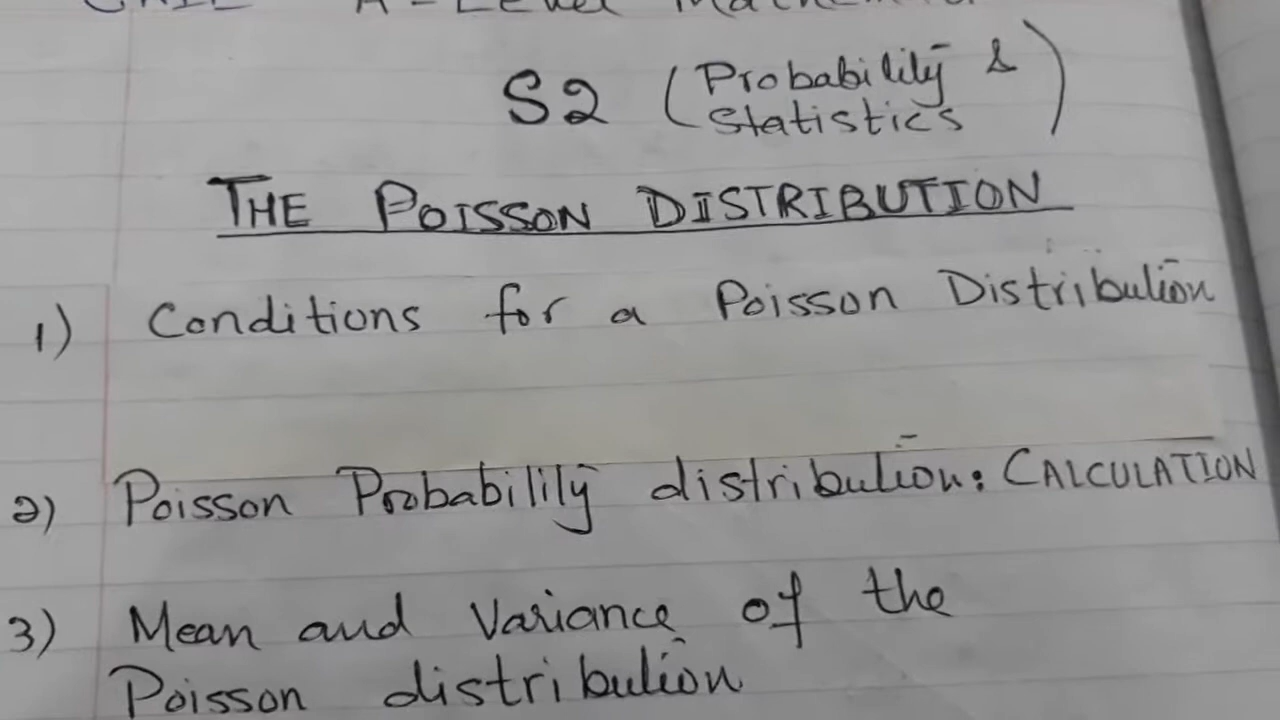 A-Level
S2 (Probability & Statistics)
THE POISSON DISTRIBUTION
1) Conditions for a Poisson Distribution
2) Poisson Probability distribution: CALCULATION
3) Mean and Variance of the
Poisson distribution